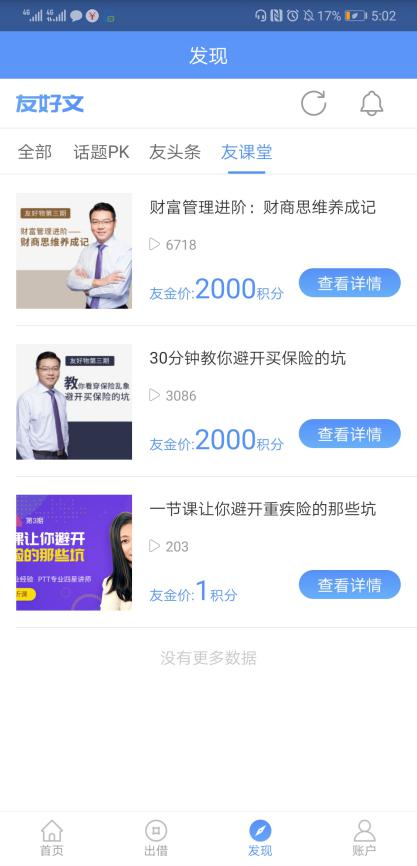 4G 4G 17% 5:02
发现
友好文
全部 话题PK 友头条 友课堂
友好物第三期
财富管理进阶——
财商思维养成记
财富管理进阶：财商思维养成记
6718
友金价:2000积分
查看详情
友好物第三期
教你看穿保险乱象
避开买保险的坑
30分钟教你避开买保险的坑
3086
友金价:2000积分
查看详情
第3期
课让你避开
险的那些坑
业经验 PTT专业四星讲师
听课
一节课让你避开重疾险的那些坑
203
友金价:1积分
查看详情
没有更多数据
首页 出借 发现 账户